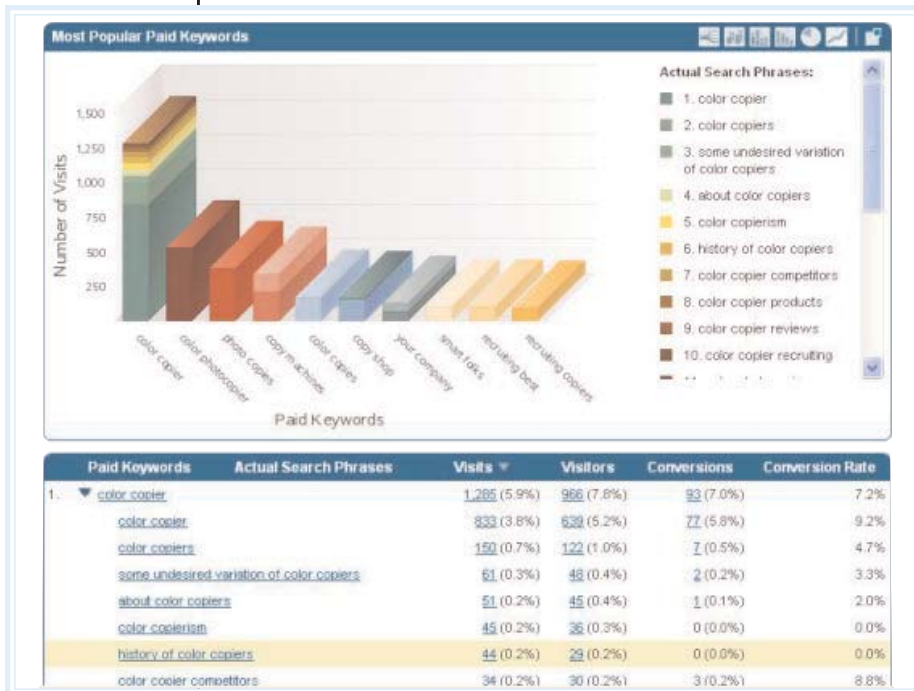 Most Popular Paid Keywords
Actual Search Phrases:
1. color copier
2. color copiers
3. some undesired variation
of color copiers
4. about color copiers
5. color copierism
6. history of color copiers
7. color copier competitors
8. color copier products
9. color copier reviews
10. color copier recruiting
Number of Visits
1,500
1,250
1,000
750
500
250
color copier
color photocopier
photo copies
copy machines
color copies
copy shop
your company
smart folks
recruiting best
recruiting copiers
Paid Keywords
Paid Keywords Actual Search Phrases Visits Visitors Conversions Conversion Rate
1. color copier 1,285 (5.9%) 966 (7.8%) 93 (7.0%) 7.2%
color copier 833 (3.8%) 639 (5.2%) 77 (5.8%) 9.2%
color copiers 150 (0.7%) 122 (1.0%) 7 (0.5%) 4.7%
some undesired variation of color copiers 61 (0.3%) 48 (0.4%) 2 (0.2%) 3.3%
about color copiers 51 (0.2%) 45 (0.4%) 1 (0.1%) 2.0%
color copierism 45 (0.2%) 36 (0.3%) 0 (0.0%) 0.0%
history of color copiers 44 (0.2%) 29 (0.2%) 0 (0.0%) 0.0%
color copier competitors 34 (0.2%) 30 (0.2%) 3 (0.2%) 8.8%